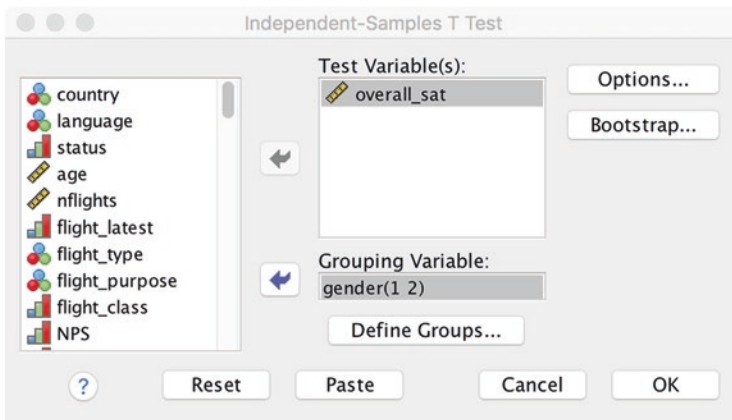 Independent-Samples T Test
country
language
status
age
nflights
flight_latest
flight_type
flight_purpose
flight_class
NPS
Test Variable(s):
overall_sat
Grouping Variable:
gender(1 2)
Define Groups...
Options...
Bootstrap...
?
Reset
Paste
Cancel
OK